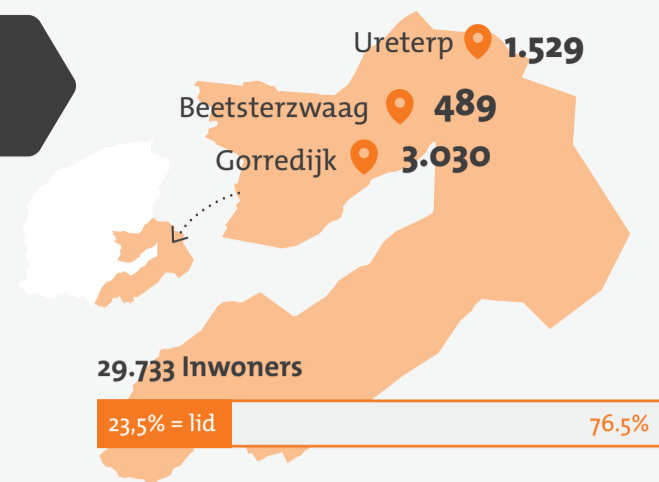 Ureterp 1.529
Beetsterzwaag 489
Gorredijk 3.030
29.733 Inwoners
23,5% = lid 76.5%